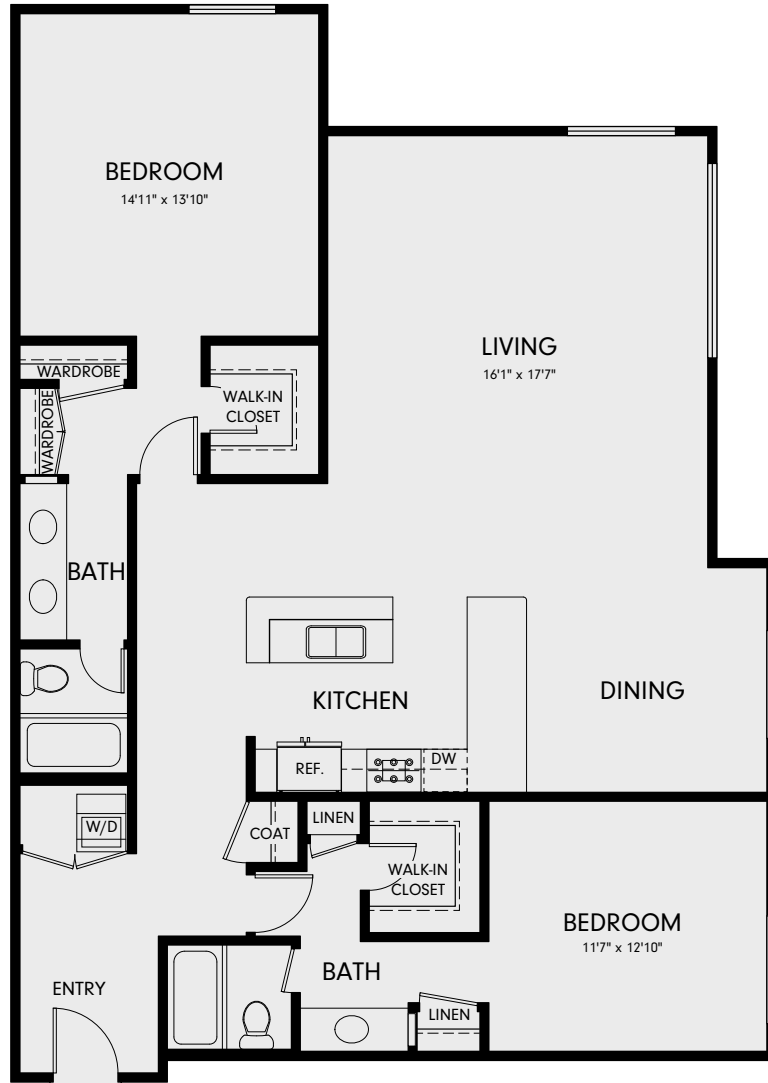 BEDROOM
14'11" x 13'10"
LIVING
16'1" x 17'7"
WARDROBE
WARDROBE
WALK-IN
CLOSET
BATH
KITCHEN
DINING
REF.
DW
W/D
COAT
LINEN
WALK-IN
CLOSET
BEDROOM
11'7" x 12'10"
BATH
ENTRY
LINEN